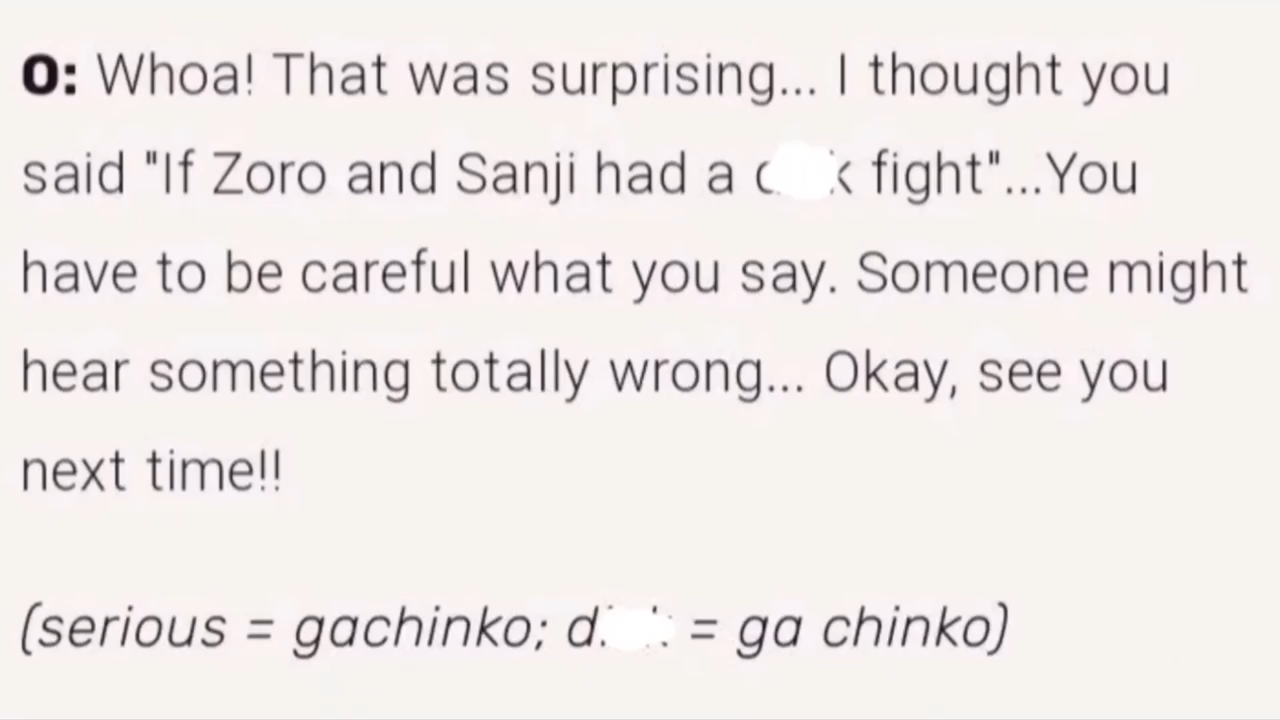 O: Whoa! That was surprising... I thought you
said "If Zoro and Sanji had a fight"...You
have to be careful what you say. Someone might
hear something totally wrong... Okay, see you
next time!!
(serious = gachinko; = ga chinko)